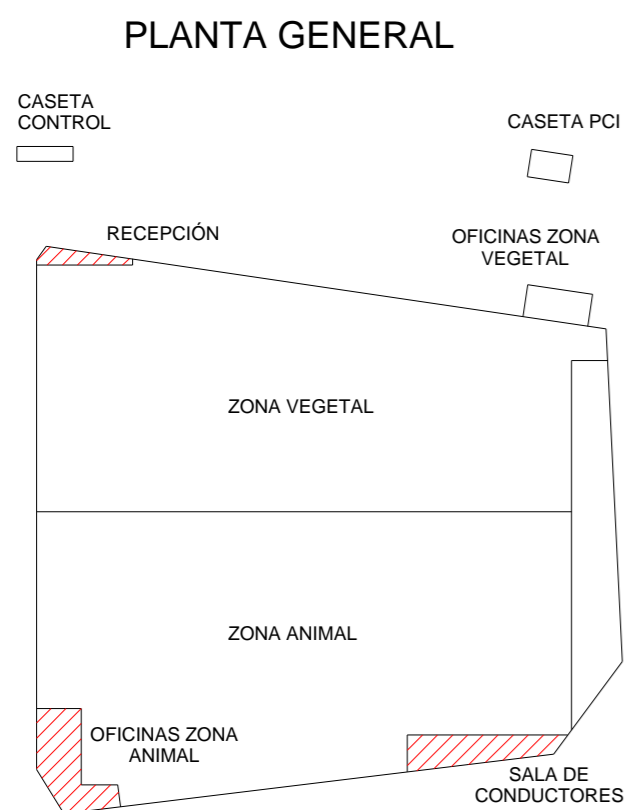 PLANTA GENERAL
CASETA
CONTROL
CASETA PCI
RECEPCIÓN
OFICINAS ZONA
VEGETAL
ZONA VEGETAL
ZONA ANIMAL
OFICINAS ZONA
ANIMAL
SALA DE
CONDUCTORES